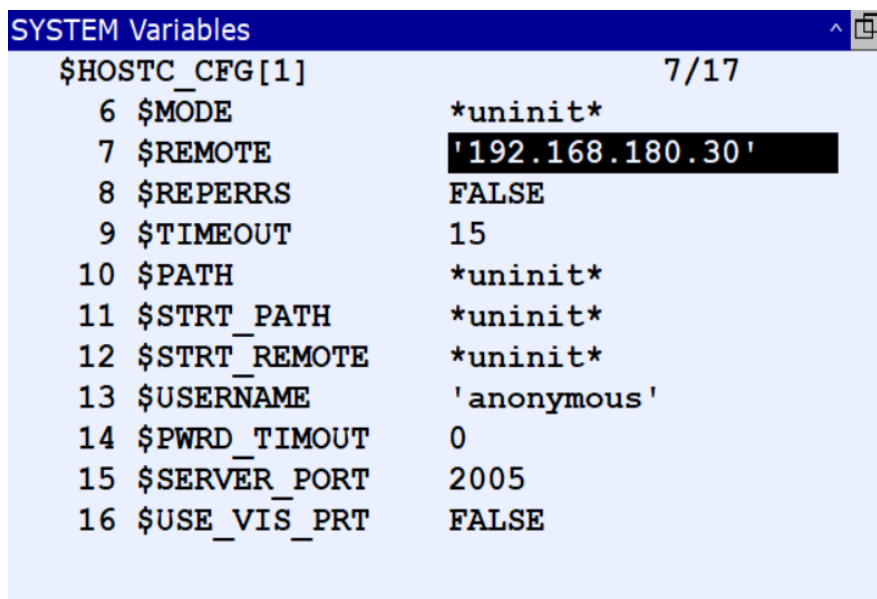 SYSTEM Variables
$HOSTC_CFG[1] 7/17
6 $MODE *uninit*
7 $REMOTE '192.168.180.30'
8 $REPERRS FALSE
9 $TIMEOUT 15
10 $PATH *uninit*
11 $STRT_PATH *uninit*
12 $STRT_REMOTE *uninit*
13 $USERNAME 'anonymous'
14 $PWRD_TIMOUT 0
15 $SERVER_PORT 2005
16 $USE_VIS_PRT FALSE